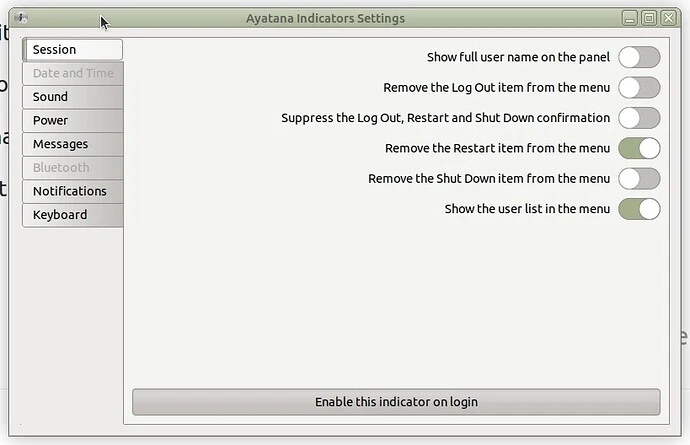 Ayatana Indicators Settings
Session
Date and Time
Sound
Power
Messages
Bluetooth
Notifications
Keyboard
Show full user name on the panel
Remove the Log Out item from the menu
Suppress the Log Out, Restart and Shut Down confirmation
Remove the Restart item from the menu
Remove the Shut Down item from the menu
Show the user list in the menu
Enable this indicator on login